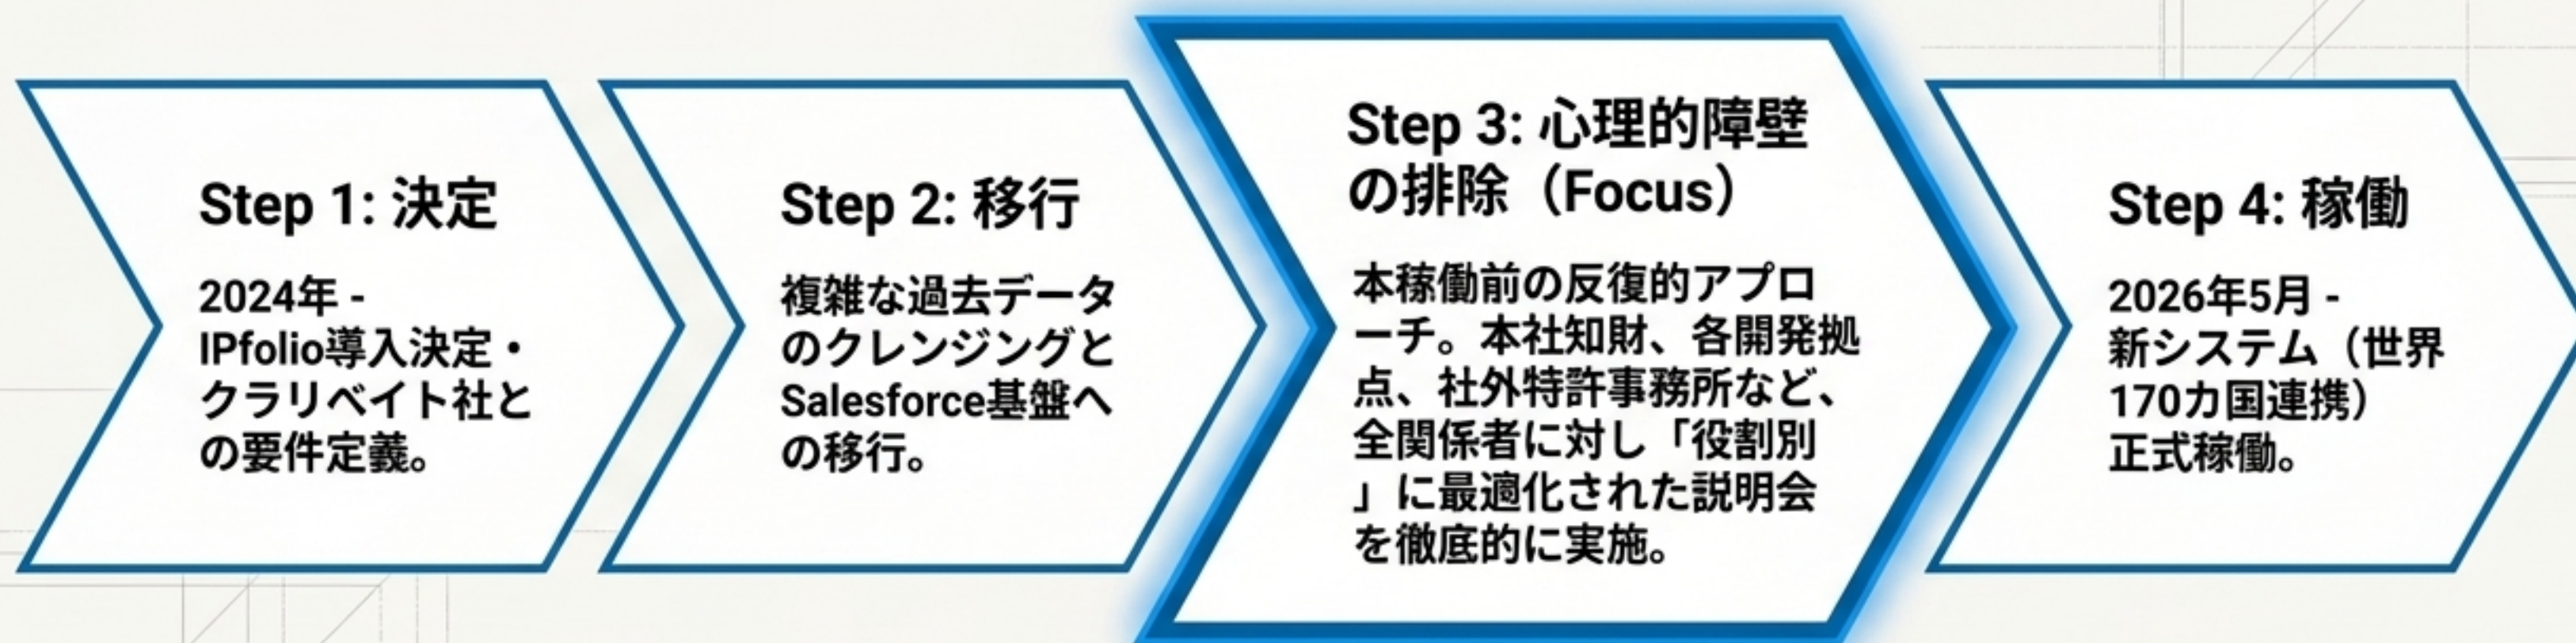 Step 1: 決定
2024年 -
IPfolio導入決定・
クラリベイト社と
の要件定義。
Step 2: 移行
複雑な過去データ
のクレンジングと
Salesforce基盤へ
の移行。
Step 3: 心理的障壁
の排除（Focus）
本稼働前の反復的アプロ
ーチ。本社知財、各開発拠
点、社外特許事務所など、
全関係者に対し「役割別
」に最適化された説明会
を徹底的に実施。
Step 4: 稼働
2026年5月 -
新システム（世界
170カ国連携）
正式稼働。